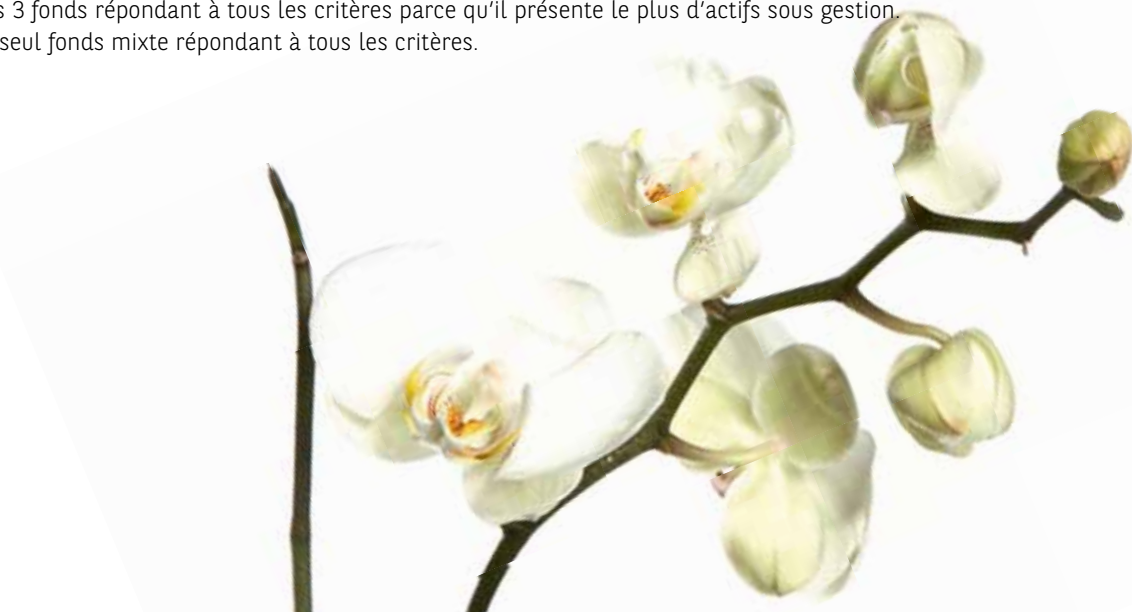 s 3 fonds répondant à tous les critères parce qu'il présente le plus d'actifs sous gestion.
seul fonds mixte répondant à tous les critères.